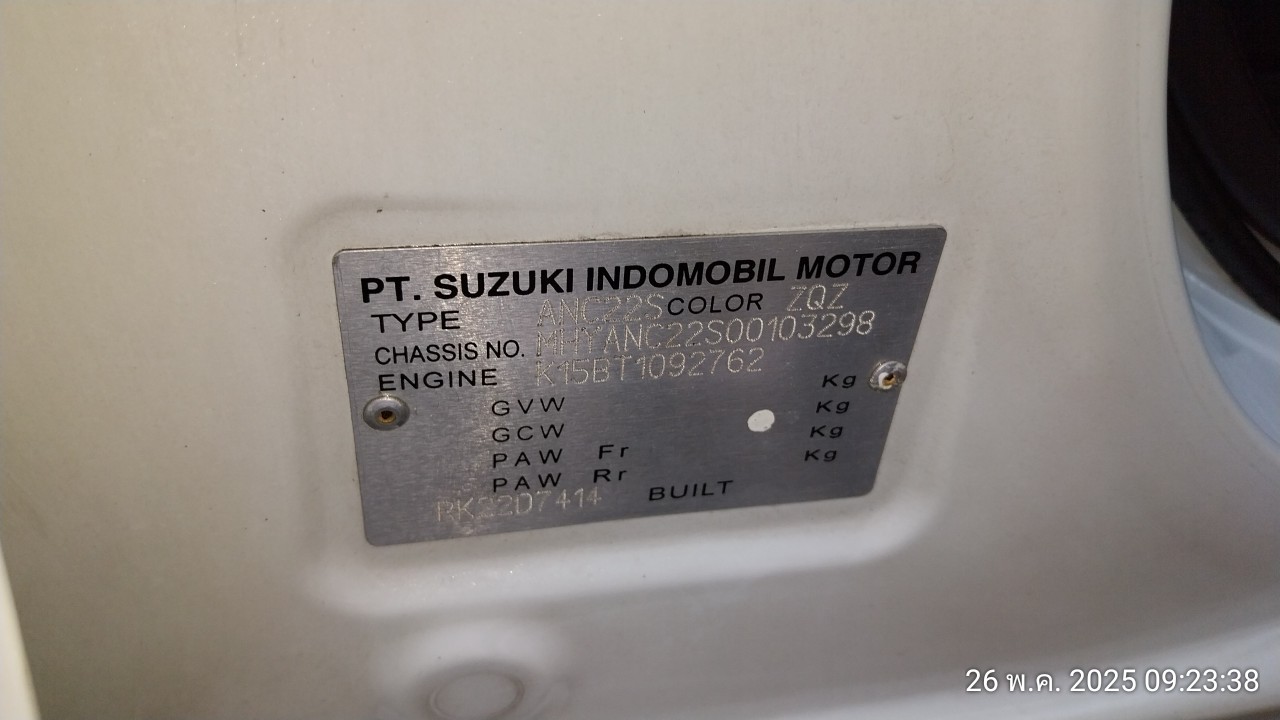 PT. SUZUKI INDOMOBIL MOTOR
TYPE ANC22S COLOR ZQZ
CHASSIS NO. MHYANC22S00103298
ENGINE K15BT1092762
GVW Kg
GCW Kg
PAW Fr Kg
PAW Rr Kg
RK22D7414 BUILT
26 พ.ค. 2025 09:23:38